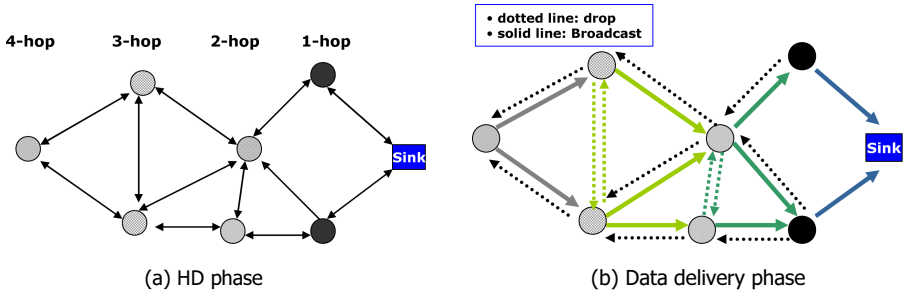 4-hop 3-hop 2-hop 1-hop
Sink
(a) HD phase
• dotted line: drop
• solid line: Broadcast
Sink
(b) Data delivery phase